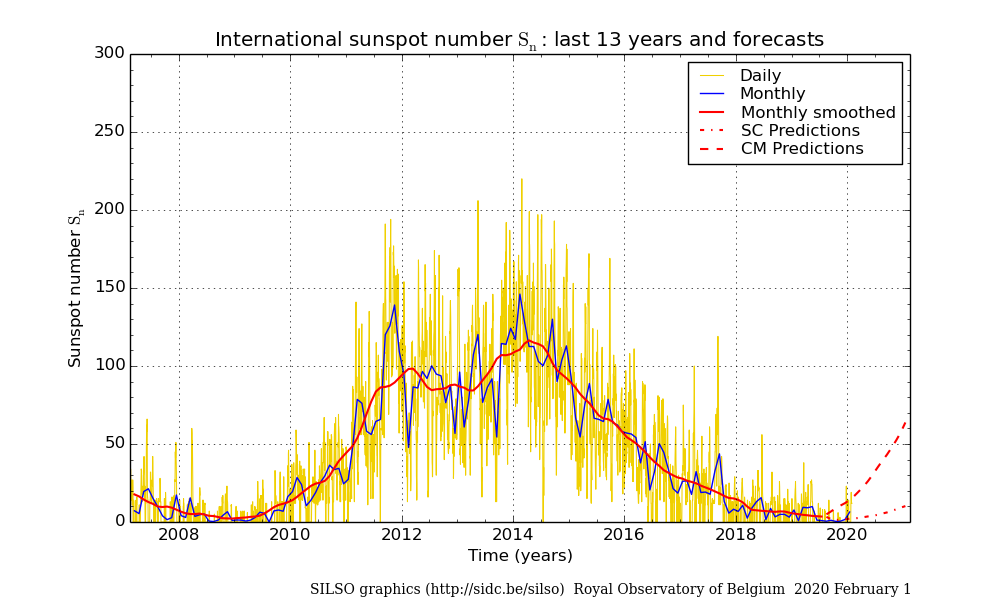 International sunspot number Sn : last 13 years and forecasts
300
250
200
150
100
50
0
Sunspot number Sn
Daily
Monthly
Monthly smoothed
SC Predictions
CM Predictions
2008 2010 2012 2014 2016 2018 2020
Time (years)
SILSO graphics (http://sidc.be/silso) Royal Observatory of Belgium 2020 February 1